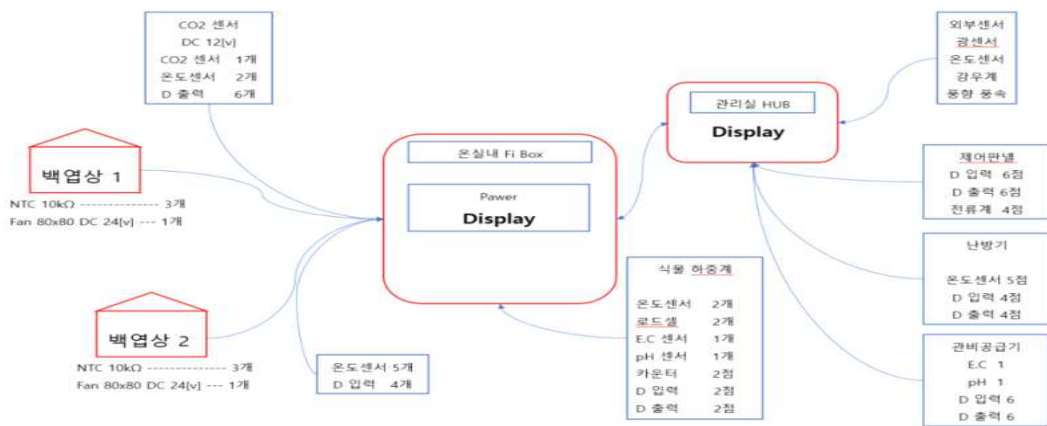 CO2 센서
DC 12[v]
CO2 센서 1개
온도센서 2개
D 출력 6개
백엽상 1
NTC 10kΩ -------------- 3개
Fan 80x80 DC 24[v] --- 1개
백엽상 2
NTC 10kΩ -------------- 3개
Fan 80x80 DC 24[v] --- 1개
온도센서 5개
D 입력 4개
온실내 Fi Box
Pawer
Display
식물 하중계
온도센서 2개
로드셀 2개
E.C 센서 1개
pH 센서 1개
카운터 2점
D 입력 2점
D 출력 2점
관리실 HUB
Display
외부센서
광센서
온도센서
강우계
풍향 풍속
제어판넬
D 입력 6점
D 출력 6점
전류계 4점
난방기
온도센서 5점
D 입력 4점
D 출력 4점
관비공급기
E.C 1
pH 1
D 입력 6
D 출력 6